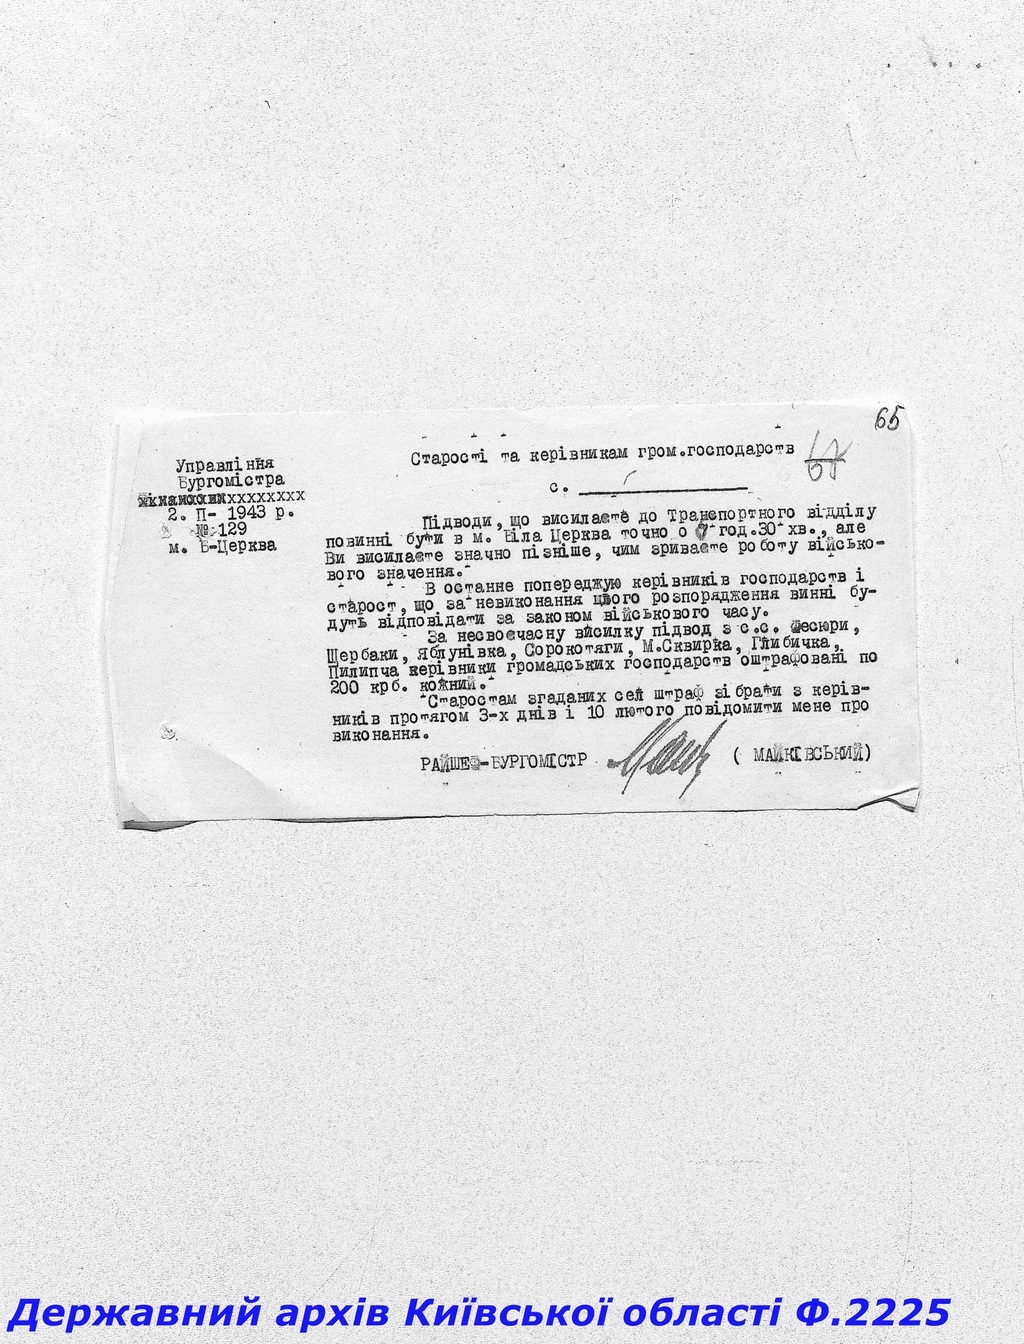 65
Управління
Бургомістра
ххххххххх
2. П- 1943 р.
№ 129
м. Б-Церква
Старості та керівникам гром.господарств
с.
Підводи, що висилаєте до Транспортного відділу
повинні бути в м. Біла Церква точно о 7 год.30 хв., але
Ви висилаєте значно пізніше, чим зриваєте роботу військо-
вого значення.
В останнє попереджую керівників господарств і
старост, що за невиконання цього розпорядження винні бу-
дуть відповідати за законом військового часу.
За несвоєчасну висилку підвод з с.с. Фесюри,
Щербаки, Яблунівка, Сорокотяги, М.Сквирка, Глибичка,
Пилипча керівники громадських господарств оштрафовані по
200 крб. кожний.
Старостам згаданих сел штраф зібрати з керів-
ників протягом 3-х днів і 10 лютого повідомити мене про
виконання.
РАЙШЕФ-БУРГОМІСТР ( МАЙКІВСЬКИЙ)
Державний архів Київської області Ф.2225